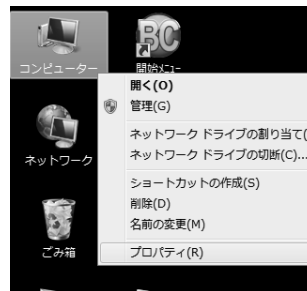 コンピューター
BC
開始メニュー
開く(O)
管理(G)
ネットワーク ドライブの割り当て(
ネットワーク
ネットワーク ドライブの切断(C)...
ショートカットの作成(S)
削除(D)
名前の変更(M)
ごみ箱
プロパティ(R)